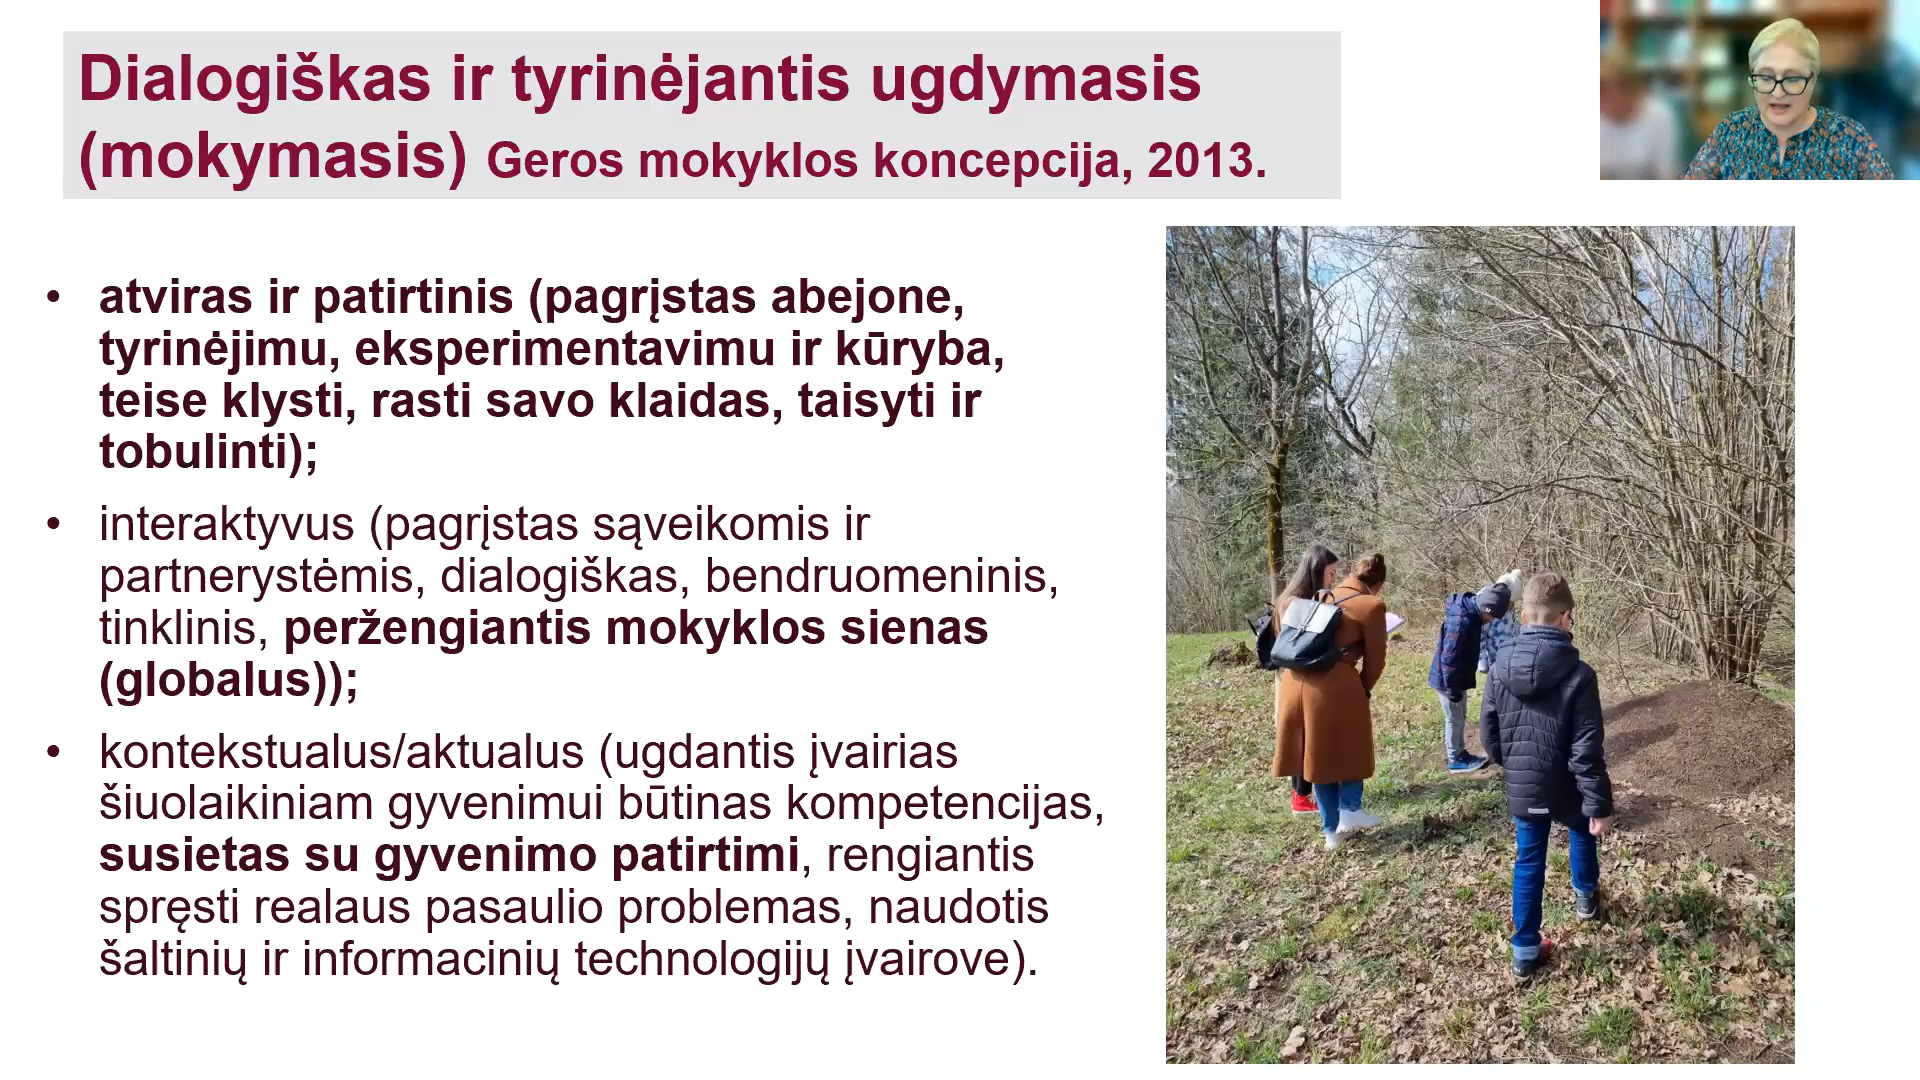 Dialogiškas ir tyrinėjantis ugdymasis
(mokymasis) Geros mokyklos koncepcija, 2013.
• atviras ir patirtinis (pagrįstas abejone,
tyrinėjimu, eksperimentavimu ir kūryba,
teise klysti, rasti savo klaidas, taisyti ir
tobulinti);
• interaktyvus (pagrįstas sąveikomis ir
partnerystėmis, dialogiškas, bendruomeninis,
tinklinis, peržengiantis mokyklos sienas
(globalus));
• kontekstualus/aktualus (ugdantis įvairias
šiuolaikiniam gyvenimui būtinas kompetencijas,
susietas su gyvenimo patirtimi, rengiantis
spręsti realaus pasaulio problemas, naudotis
šaltinių ir informacinių technologijų įvairove).